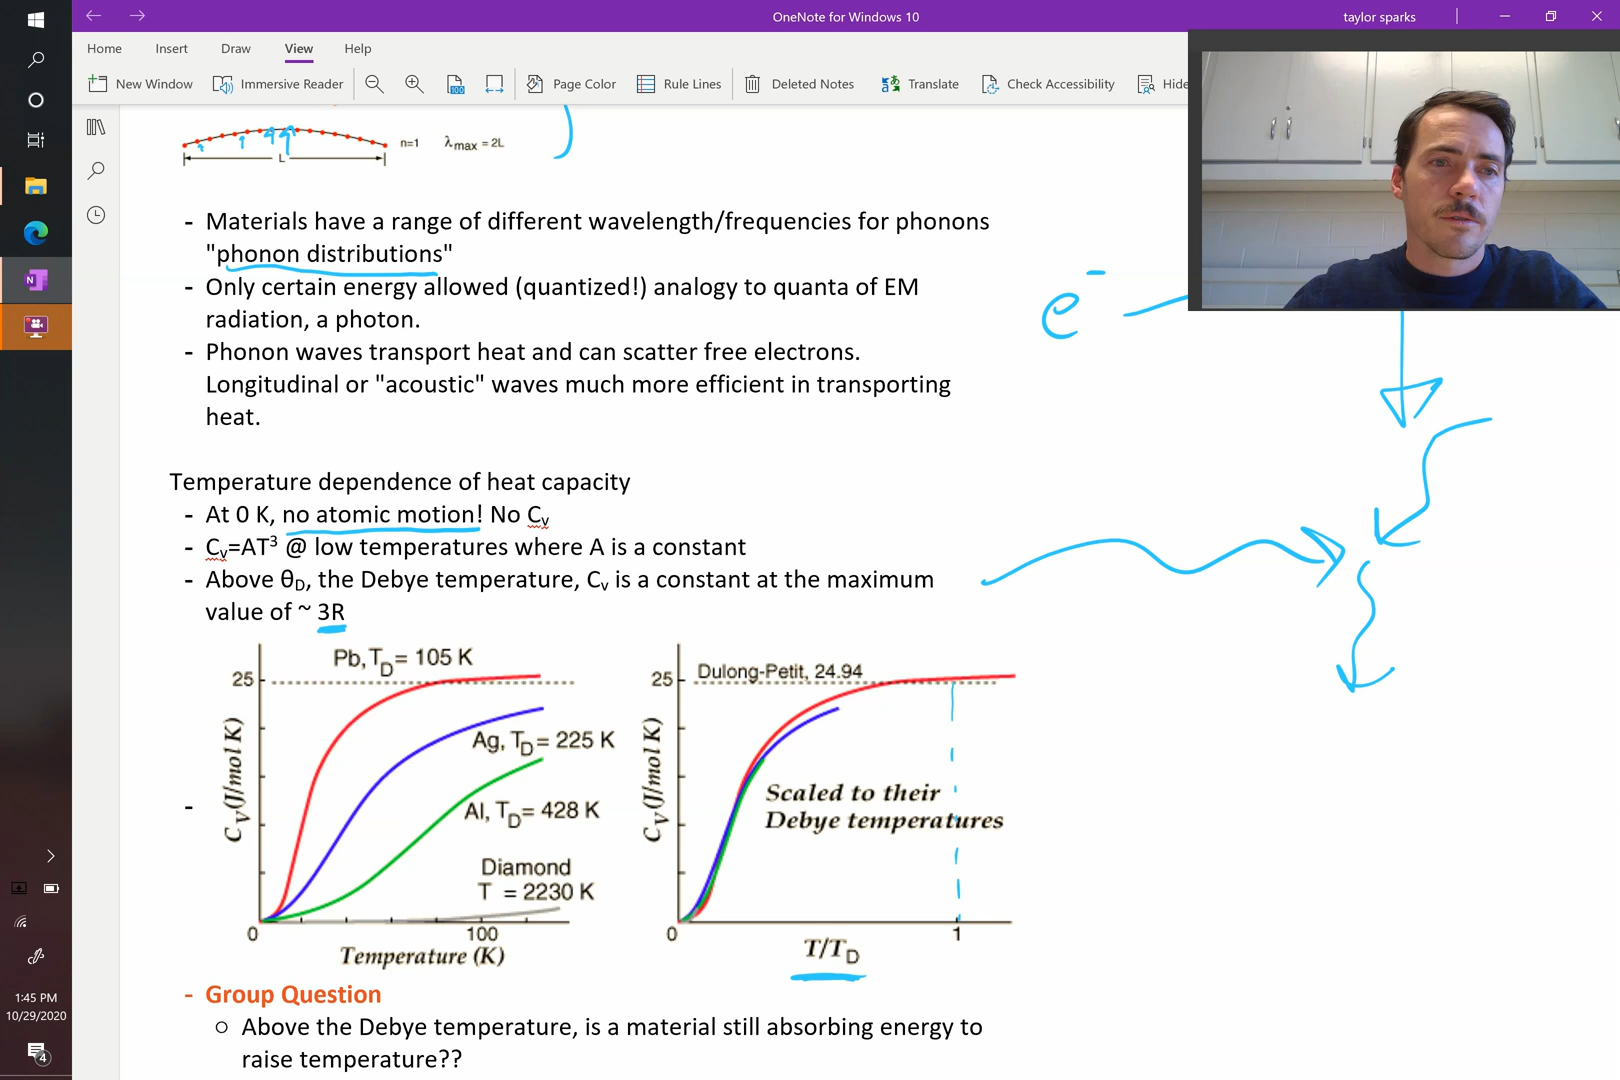 OneNote for Windows 10
taylor sparks
Home Insert Draw View Help
New Window Immersive Reader 100 Page Color Rule Lines Deleted Notes Translate Check Accessibility Hide
n=1 λmax = 2L
L
- Materials have a range of different wavelength/frequencies for phonons
"phonon distributions"
- Only certain energy allowed (quantized!) analogy to quanta of EM
radiation, a photon.
- Phonon waves transport heat and can scatter free electrons.
Longitudinal or "acoustic" waves much more efficient in transporting
heat.
e⁻
Temperature dependence of heat capacity
- At 0 K, no atomic motion! No Cv
- Cv=AT³ @ low temperatures where A is a constant
- Above θD, the Debye temperature, Cv is a constant at the maximum
value of ~ 3R
-
Pb, TD= 105 K
25
Ag, TD= 225 K
Al, TD= 428 K
Diamond
T = 2230 K
CV(J/mol K)
0 100
Temperature (K)
25 Dulong-Petit, 24.94
Scaled to their
Debye temperatures
CV(J/mol K)
0 1
T/TD
- Group Question
○ Above the Debye temperature, is a material still absorbing energy to
raise temperature??
1:45 PM
10/29/2020
4